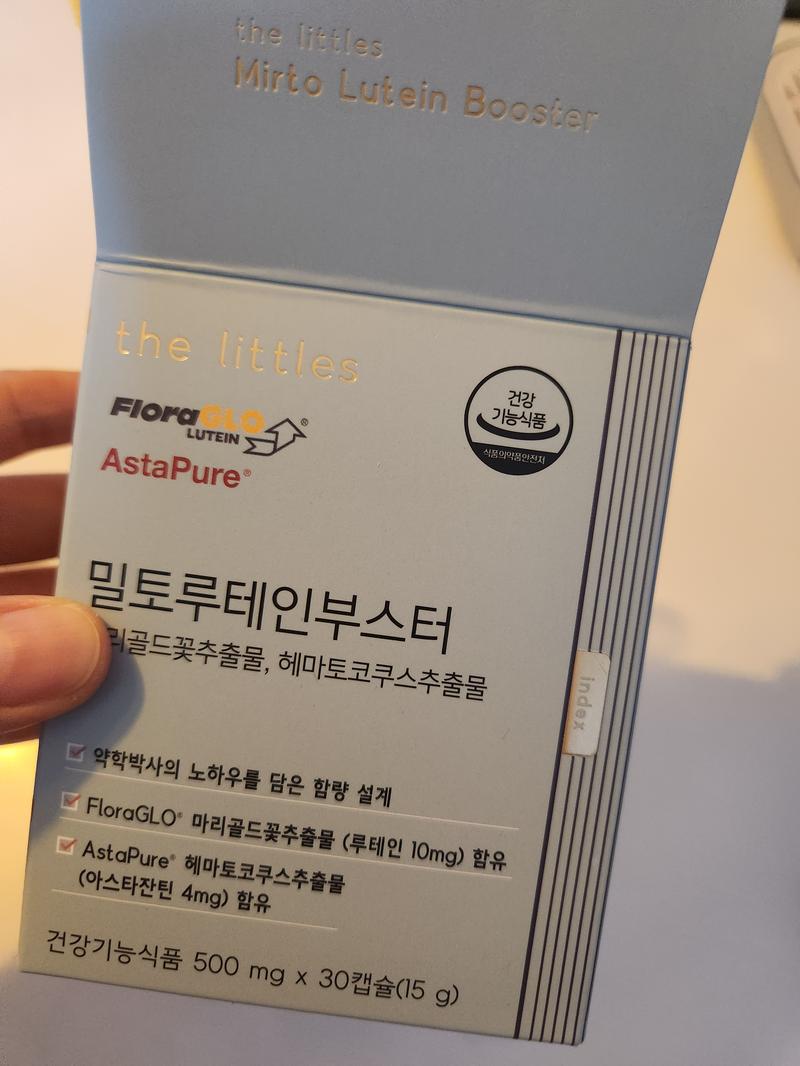 the littles
Mirto Lutein Booster
the littles
FloraGLO
LUTEIN ®
AstaPure®
건강
기능식품
식품의약품안전처
밀토루테인부스터
리골드꽃추출물, 헤마토코쿠스추출물
index
약학박사의 노하우를 담은 함량 설계
FloraGLO® 마리골드꽃추출물 (루테인 10mg) 함유
AstaPure® 헤마토코쿠스추출물
(아스타잔틴 4mg) 함유
건강기능식품 500 mg x 30캡슐(15 g)